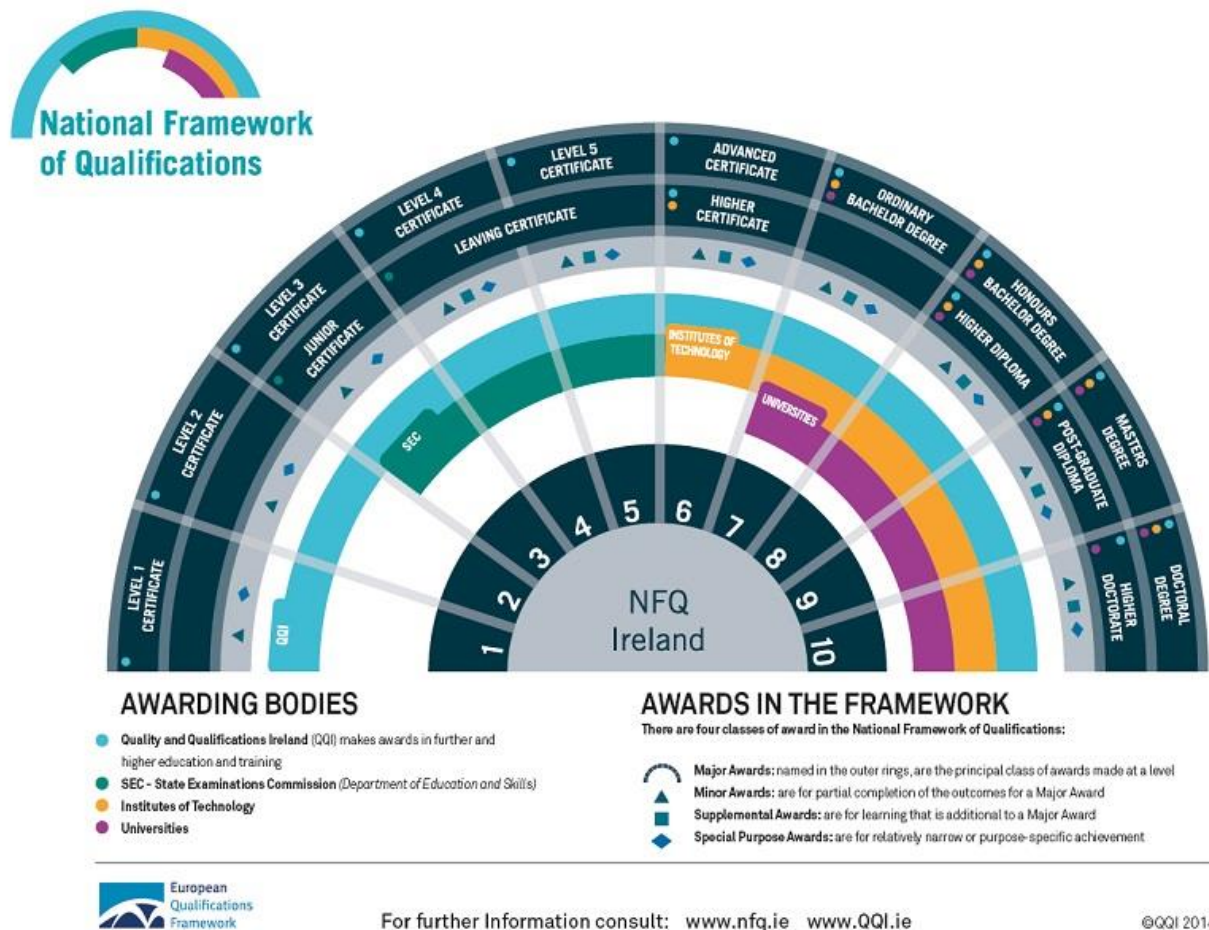 National Framework
of Qualifications
LEVEL 1
CERTIFICATE
LEVEL 2
CERTIFICATE
LEVEL 3
CERTIFICATE
JUNIOR
CERTIFICATE
LEVEL 4
CERTIFICATE
LEVEL 5
CERTIFICATE
LEAVING CERTIFICATE
ADVANCED
CERTIFICATE
HIGHER
CERTIFICATE
ORDINARY
BACHELOR DEGREE
HONOURS
BACHELOR DEGREE
HIGHER DIPLOMA
MASTERS
DEGREE
POST-GRADUATE
DIPLOMA
DOCTORAL
DEGREE
HIGHER
DOCTORATE
QQI
SEC
INSTITUTES OF
TECHNOLOGY
UNIVERSITIES
1
2
3
4
5
6
7
8
9
10
NFQ
Ireland
AWARDING BODIES
Quality and Qualifications Ireland (QQI) makes awards in further and
higher education and training
SEC - State Examinations Commission (Department of Education and Skills)
Institutes of Technology
Universities
AWARDS IN THE FRAMEWORK
There are four classes of award in the National Framework of Qualifications:
Major Awards: named in the outer rings, are the principal class of awards made at a level
Minor Awards: are for partial completion of the outcomes for a Major Award
Supplemental Awards: are for learning that is additional to a Major Award
Special Purpose Awards: are for relatively narrow or purpose-specific achievement
European
Qualifications
Framework
For further Information consult: www.nfq.ie www.QQI.ie
©QQI